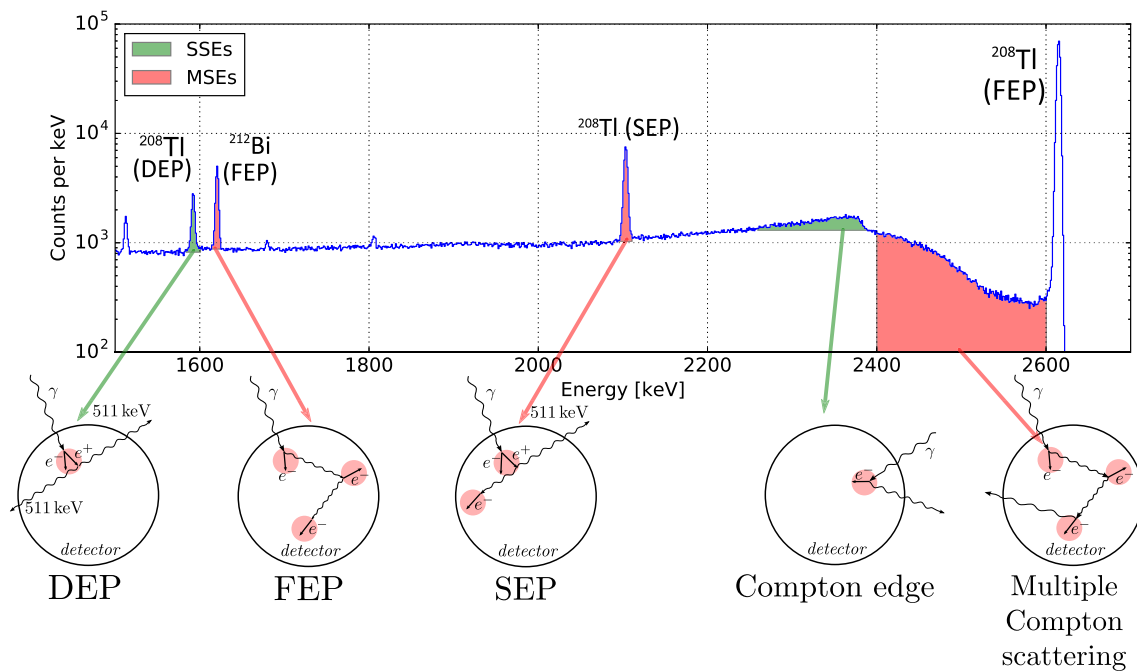 10⁵
10⁴
10³
10²
Counts per keV
SSEs
MSEs
²⁰⁸Tl
(DEP)
²¹²Bi
(FEP)
²⁰⁸Tl (SEP)
²⁰⁸Tl
(FEP)
1600 1800 2000 2200 2400 2600
Energy [keV]
γ
511 keV
e⁻ e⁺
511 keV
detector
DEP
γ
e⁻
e⁻
e⁻
detector
FEP
γ
511 keV
e⁻ e⁺
e⁻
detector
SEP
γ
e⁻
detector
Compton edge
γ
e⁻
e⁻
e⁻
detector
Multiple
Compton
scattering